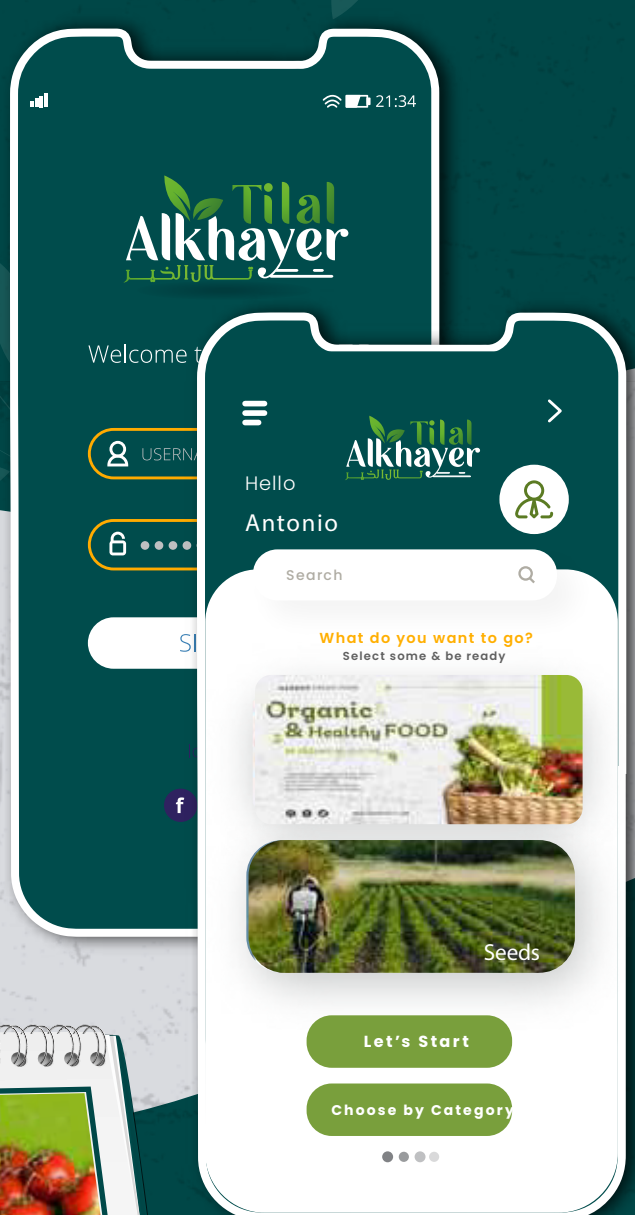 21:34
Tilal
Alkhayer
تلال الخير
Welcome t
USERNA
SI
f
Tilal
Alkhayer
تلال الخير
Hello
Antonio
Search
What do you want to go?
Select some & be ready
Organic
& Healthy FOOD
Seeds
Let's Start
Choose by Category